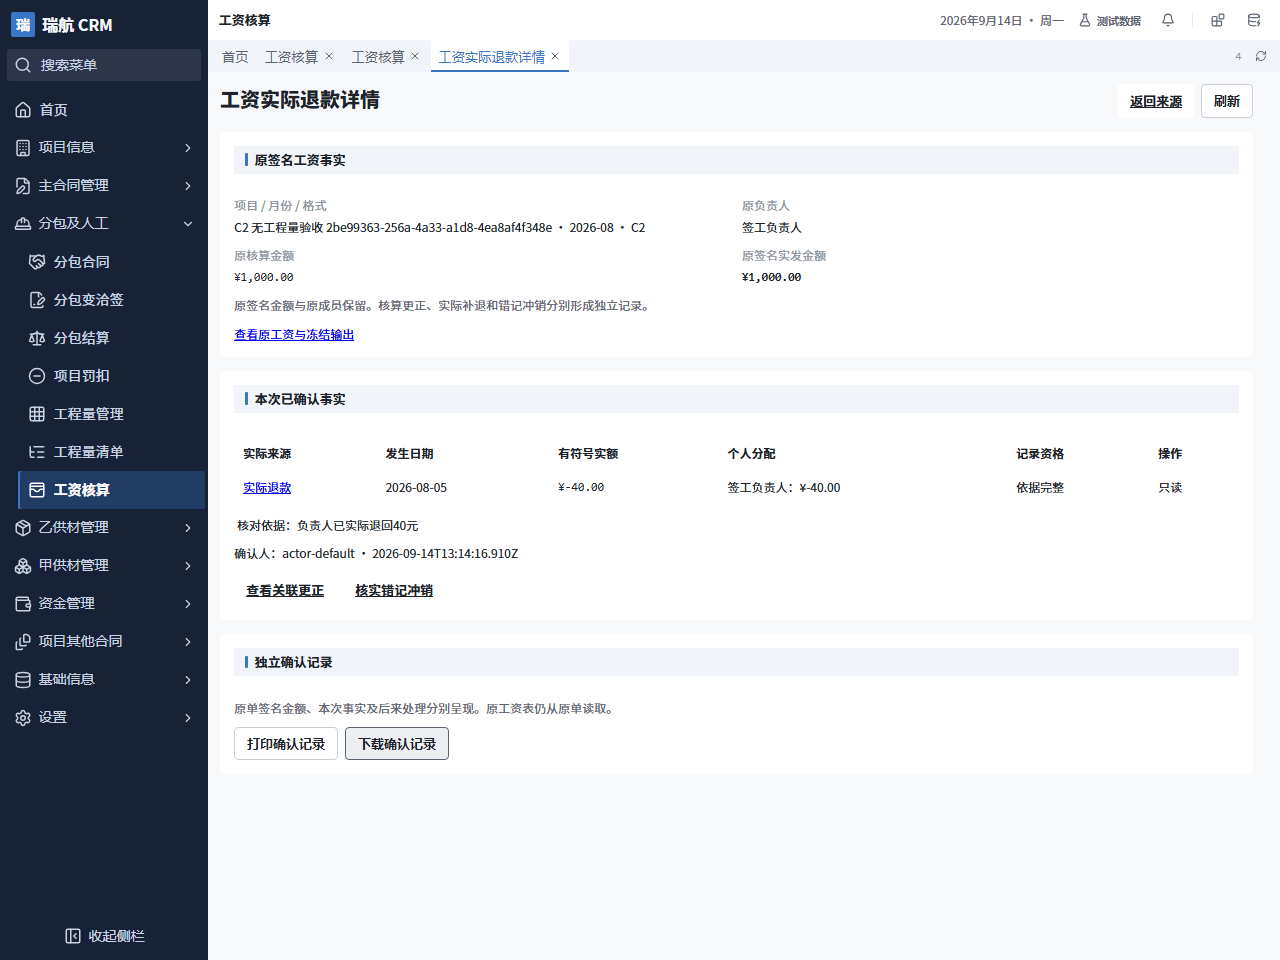 瑞 瑞航 CRM
搜索菜单
首页
项目信息
主合同管理
分包及人工
分包合同
分包变洽签
分包结算
项目罚扣
工程量管理
工程量清单
工资核算
乙供材管理
甲供材管理
资金管理
项目其他合同
基础信息
设置
收起侧栏
工资核算
2026年9月14日 · 周一
测试数据
首页
工资核算 ×
工资核算 ×
工资实际退款详情 ×
4
工资实际退款详情
返回来源
刷新
原签名工资事实
项目 / 月份 / 格式
原负责人
C2 无工程量验收 2be99363-256a-4a33-a1d8-4ea8af4f348e · 2026-08 · C2
签工负责人
原核算金额
原签名实发金额
¥1,000.00
¥1,000.00
原签名金额与原成员保留。核算更正、实际补退和错记冲销分别形成独立记录。
查看原工资与冻结输出
本次已确认事实
实际来源 发生日期 有符号实额 个人分配 记录资格 操作
实际退款 2026-08-05 ¥-40.00 签工负责人：¥-40.00 依据完整 只读
核对依据：负责人已实际退回40元
确认人：actor-default · 2026-09-14T13:14:16.910Z
查看关联更正
核实错记冲销
独立确认记录
原单签名金额、本次事实及后来处理分别呈现。原工资表仍从原单读取。
打印确认记录
下载确认记录